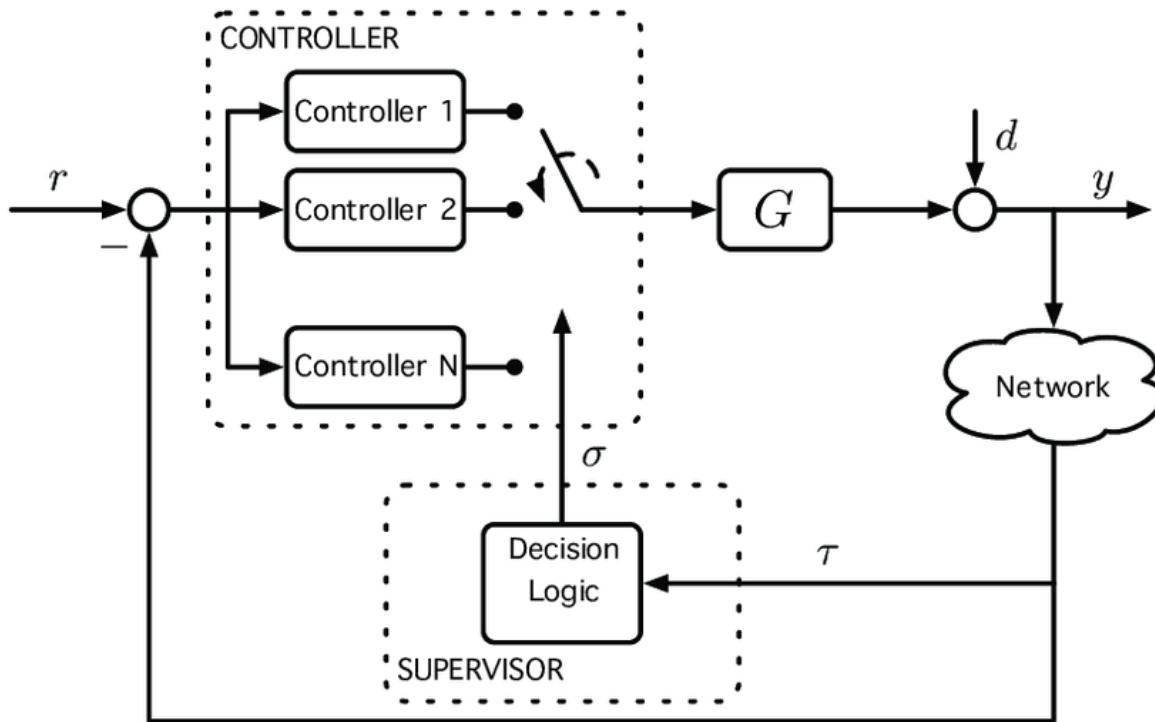 CONTROLLER
Controller 1
r
−
Controller 2
G
d
y
Controller N
Network
σ
Decision
Logic
τ
SUPERVISOR